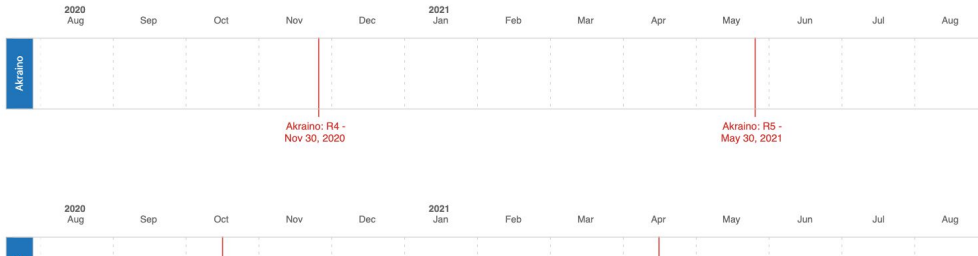 2020 2021
Aug Sep Oct Nov Dec Jan Feb Mar Apr May Jun Jul Aug
Akraino
Akraino: R4 - Akraino: R5 -
Nov 30, 2020 May 30, 2021
2020 2021
Aug Sep Oct Nov Dec Jan Feb Mar Apr May Jun Jul Aug